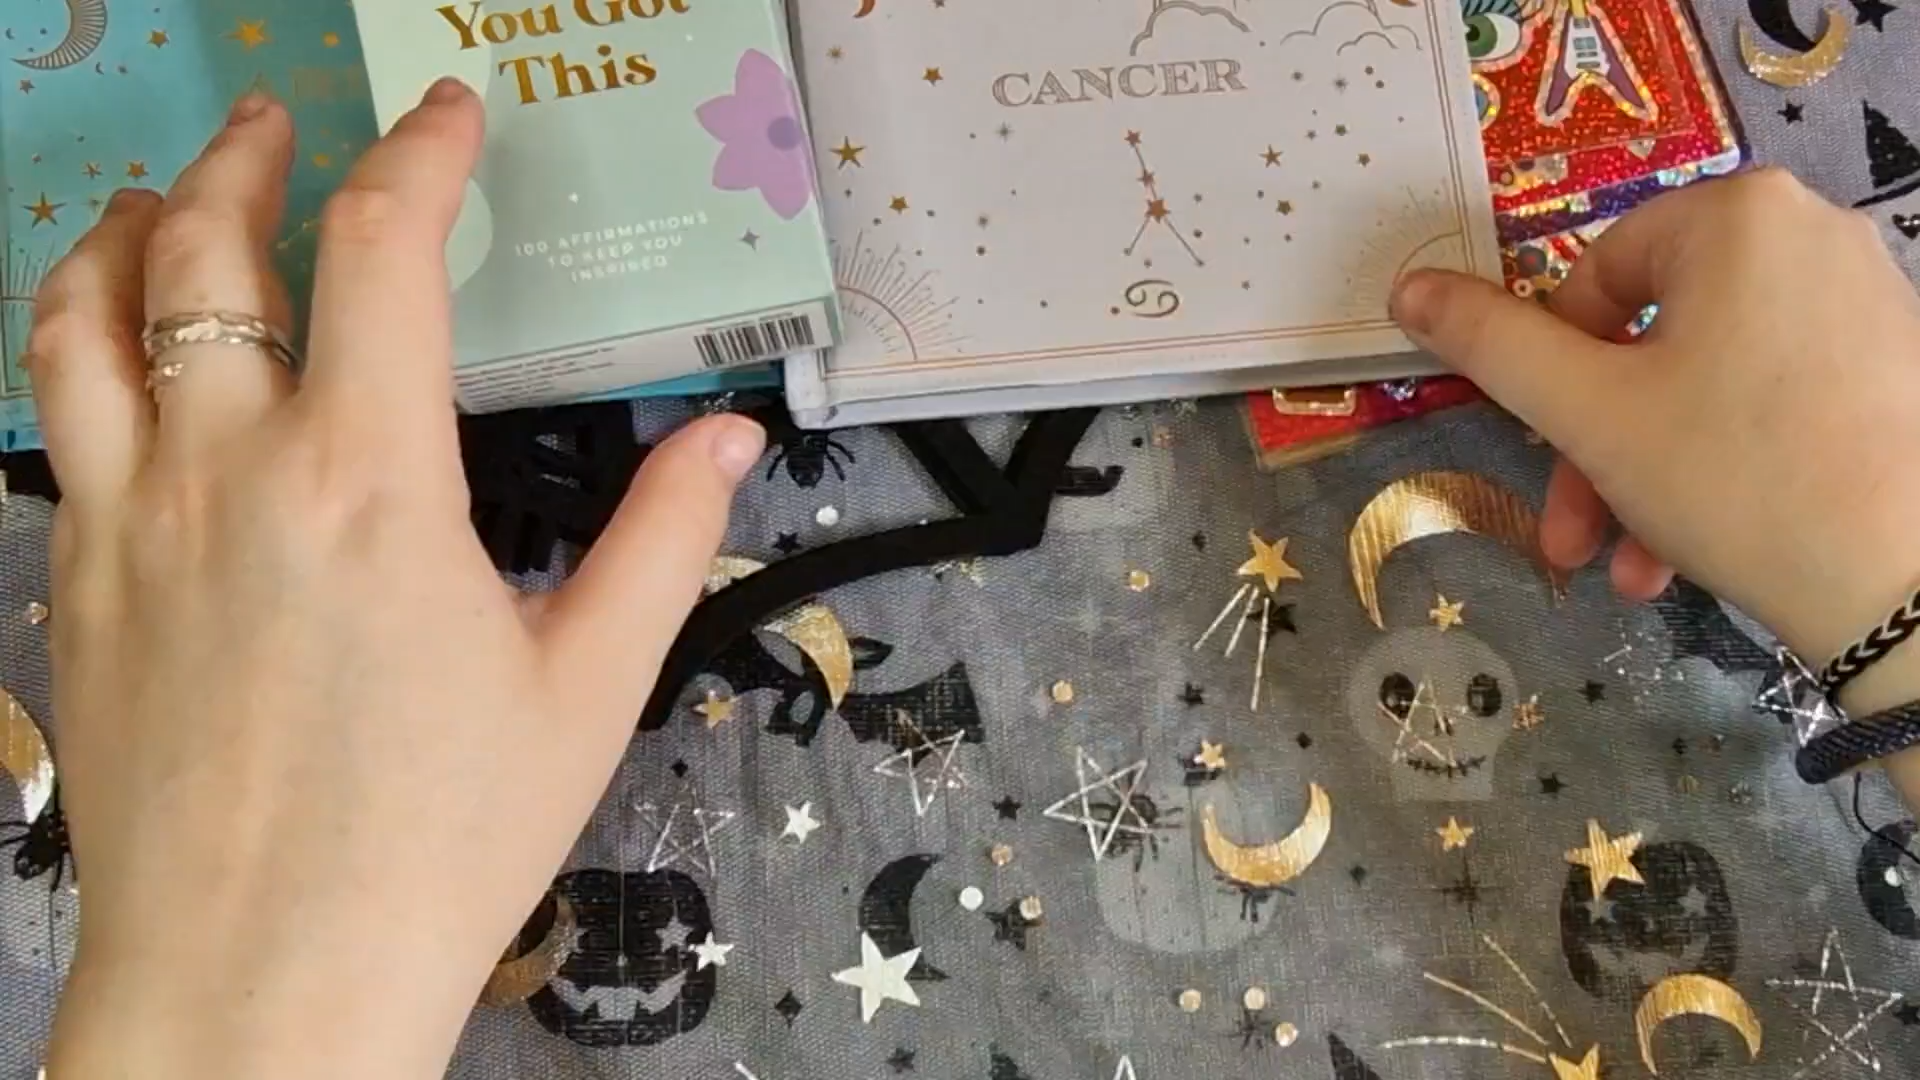 You Got
This
100 AFFIRMATIONS
TO KEEP YOU
INSPIRED
CANCER